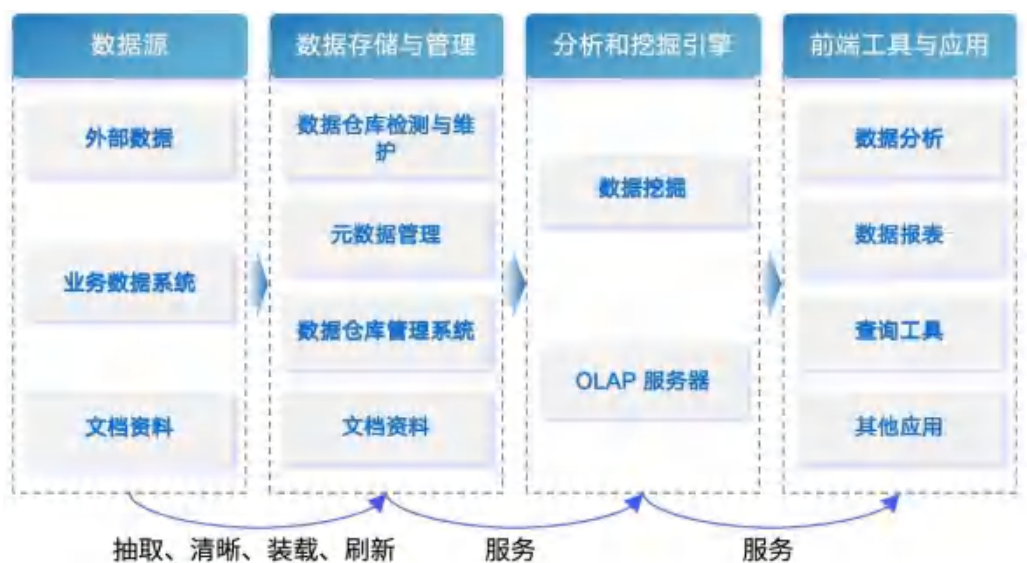 数据源
外部数据
业务数据系统
文档资料
数据存储与管理
数据仓库检测与维
护
元数据管理
数据仓库管理系统
文档资料
分析和挖掘引擎
数据挖掘
OLAP 服务器
前端工具与应用
数据分析
数据报表
查询工具
其他应用
抽取、清晰、装载、刷新
服务
服务